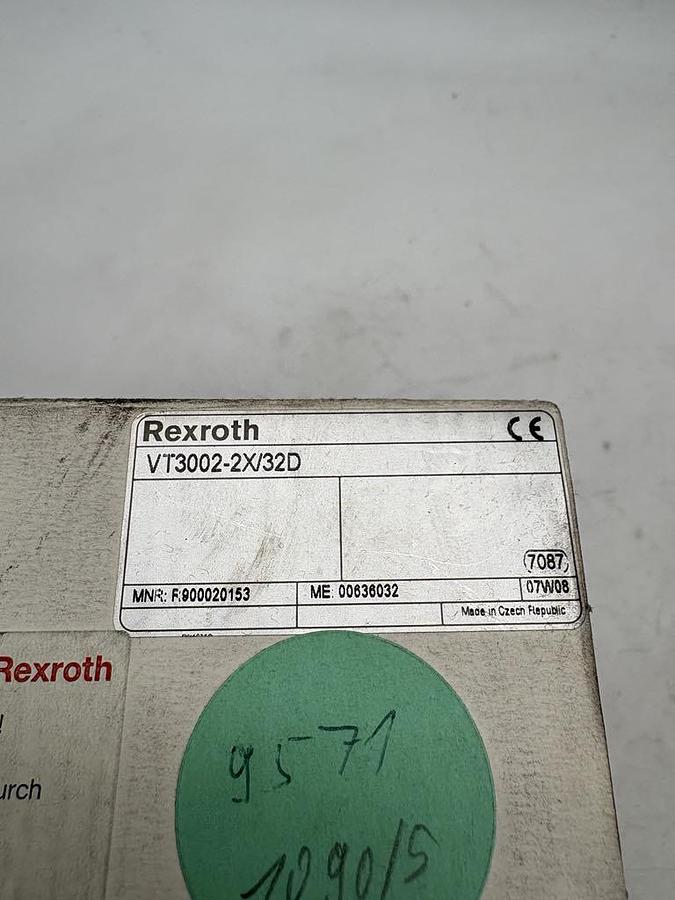 Rexroth CE
VT3002-2X/32D
7087
MNR: R900020153 ME: 00636032 07W08
Made in Czech Republic
Rexroth
urch
9571
1090/5